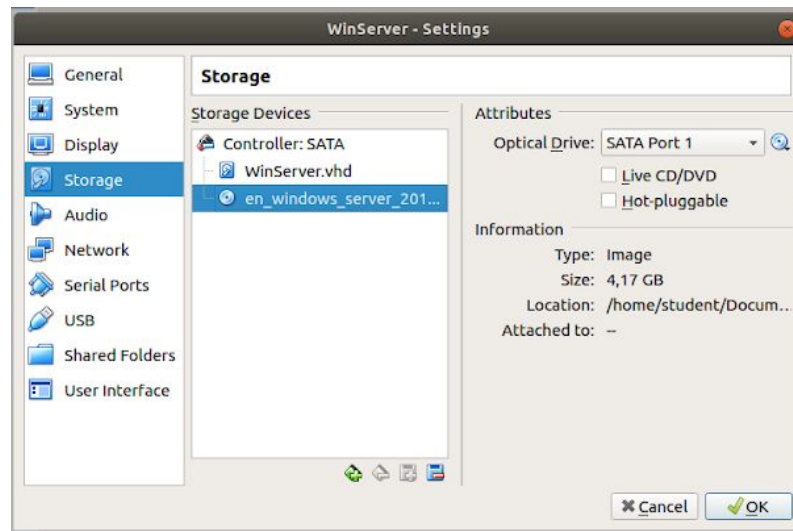 WinServer - Settings
General
System
Display
Storage
Audio
Network
Serial Ports
USB
Shared Folders
User Interface
Storage
Storage Devices
Controller: SATA
WinServer.vhd
en_windows_server_201...
Attributes
Optical Drive: SATA Port 1
Live CD/DVD
Hot-pluggable
Information
Type: Image
Size: 4,17 GB
Location: /home/student/Docum...
Attached to: --
Cancel
OK